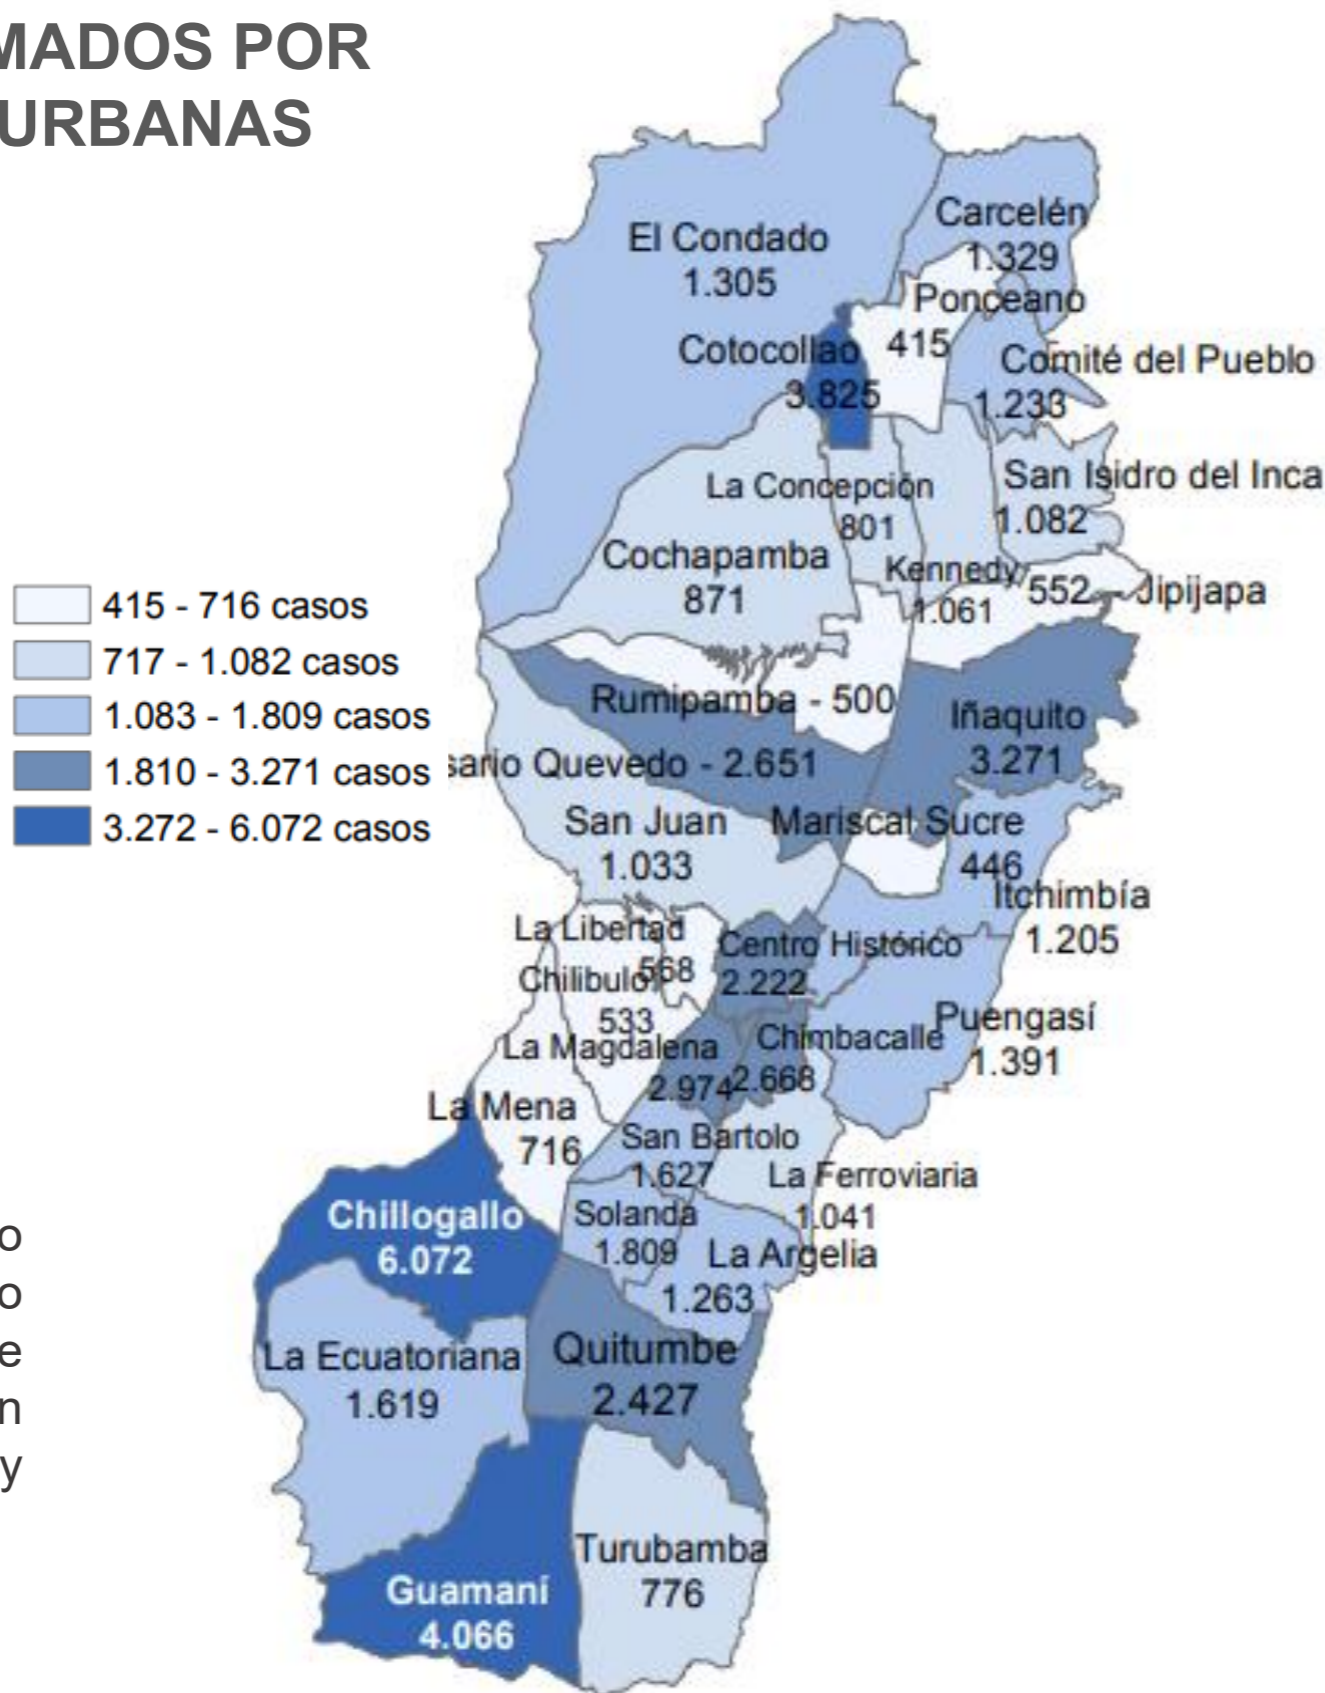 MADOS POR
URBANAS
El Condado
1.305
Carcelén
1.329
Ponceano
415
Cotocollao
3.825
Comité del Pueblo
1.233
La Concepción
801
San Isidro del Inca
1.082
Cochapamba
871
Kennedy
1.061
552 Jipijapa
415 - 716 casos
717 - 1.082 casos
1.083 - 1.809 casos
1.810 - 3.271 casos
3.272 - 6.072 casos
Rumipamba - 500
Iñaquito
3.271
sario Quevedo - 2.651
San Juan
1.033
Mariscal Sucre
446
Itchimbía
1.205
La Libertad
568
Centro Histórico
2.222
Chilibulo
533
Puengasí
1.391
La Magdalena
2.974
Chimbacalle
2.668
La Mena
716
San Bartolo
1.627
La Ferroviaria
1.041
Chillogallo
6.072
Solanda
1.809
La Argelia
1.263
La Ecuatoriana
1.619
Quitumbe
2.427
Turubamba
776
Guamaní
4.066
o
o
e
n
y